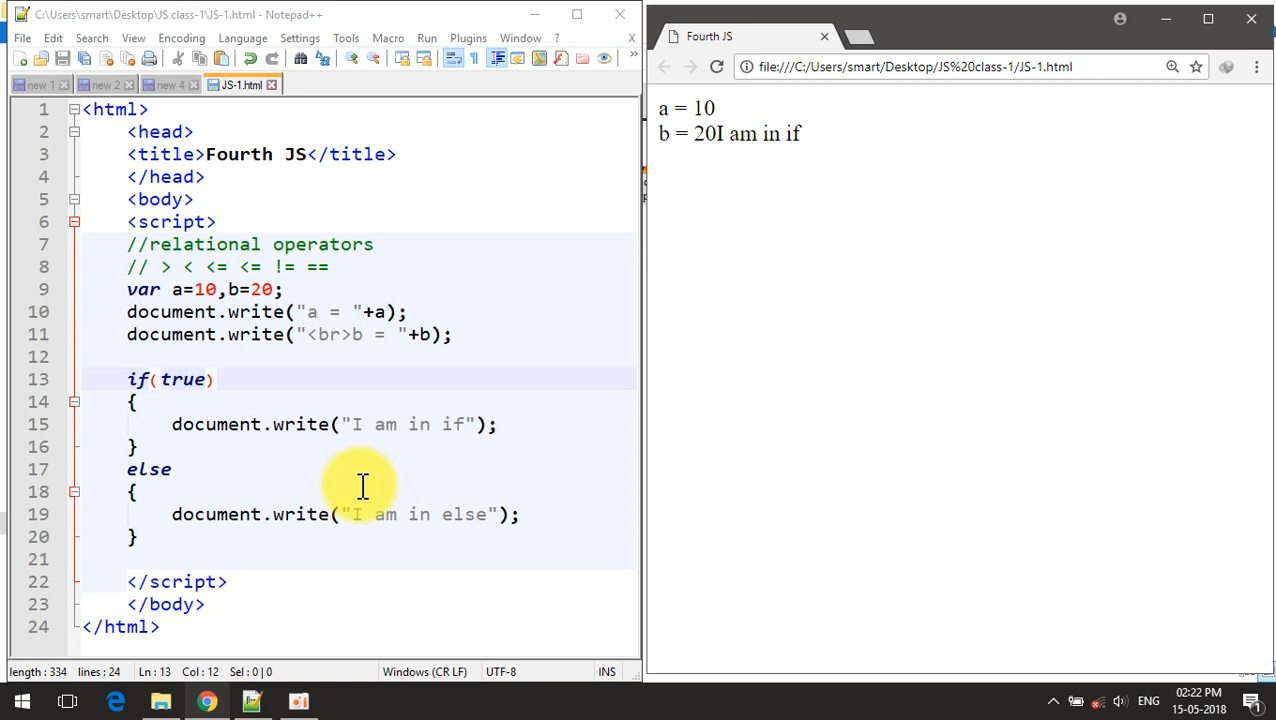 C:\Users\smart\Desktop\JS class-1\JS-1.html - Notepad++
File Edit Search View Encoding Language Settings Tools Macro Run Plugins Window ?
new 1 new 2 new 4 JS-1.html
1 <html>
2 <head>
3 <title>Fourth JS</title>
4 </head>
5 <body>
6 <script>
7 //relational operators
8 // > < <= <= != ==
9 var a=10,b=20;
10 document.write("a = "+a);
11 document.write("<br>b = "+b);
12
13 if(true)
14 {
15 document.write("I am in if");
16 }
17 else
18 {
19 document.write("I am in else");
20 }
21
22 </script>
23 </body>
24 </html>
length : 334 lines : 24 Ln : 13 Col : 12 Sel : 0 | 0 Windows (CR LF) UTF-8 INS
Fourth JS
file:///C:/Users/smart/Desktop/JS%20class-1/JS-1.html
a = 10
b = 20I am in if
ENG
02:22 PM
15-05-2018
1